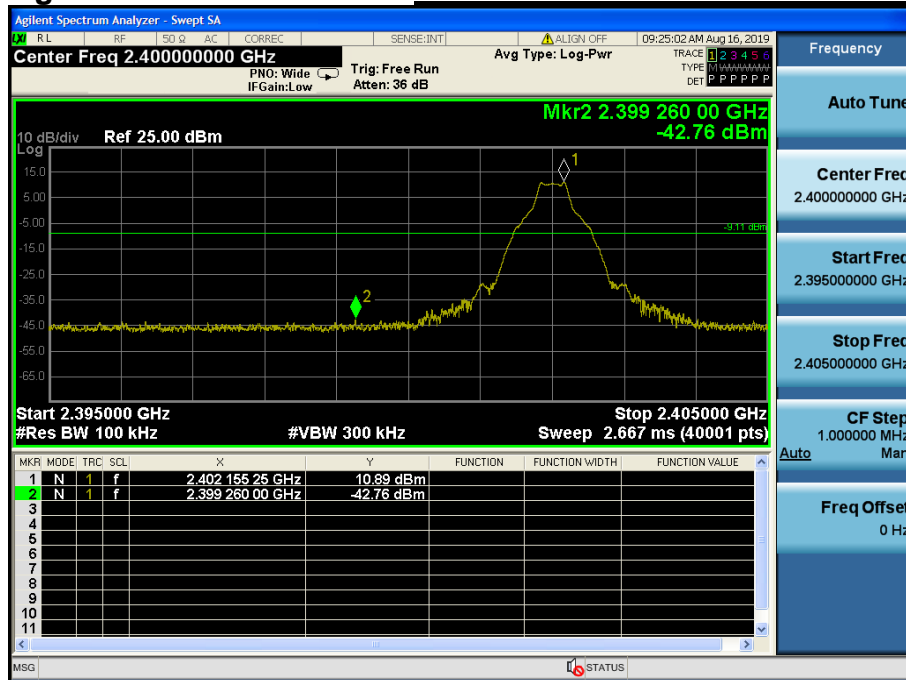 Agilent Spectrum Analyzer - Swept SA
LXI RL RF 50 Ω AC CORREC SENSE:INT ALIGN OFF 09:25:02 AM Aug 16, 2019
Center Freq 2.400000000 GHz Avg Type: Log-Pwr TRACE 1 2 3 4 5 6
PNO: Wide Trig: Free Run TYPE M W W W W W
IFGain:Low Atten: 36 dB DET P P P P P P
Mkr2 2.399 260 00 GHz
-42.76 dBm
10 dB/div Ref 25.00 dBm
Log
15.0
1
5.00
-5.00
-9.11 dBm
-15.0
-25.0
-35.0
2
-45.0
-55.0
-65.0
Start 2.395000 GHz Stop 2.405000 GHz
#Res BW 100 kHz #VBW 300 kHz Sweep 2.667 ms (40001 pts)
MKR MODE TRC SCL X Y FUNCTION FUNCTION WIDTH FUNCTION VALUE
1 N 1 f 2.402 155 25 GHz 10.89 dBm
2 N 1 f 2.399 260 00 GHz -42.76 dBm
3
4
5
6
7
8
9
10
11
MSG STATUS
Frequency
Auto Tune
Center Freq
2.400000000 GHz
Start Freq
2.395000000 GHz
Stop Freq
2.405000000 GHz
CF Step
1.000000 MHz
Auto Man
Freq Offset
0 Hz